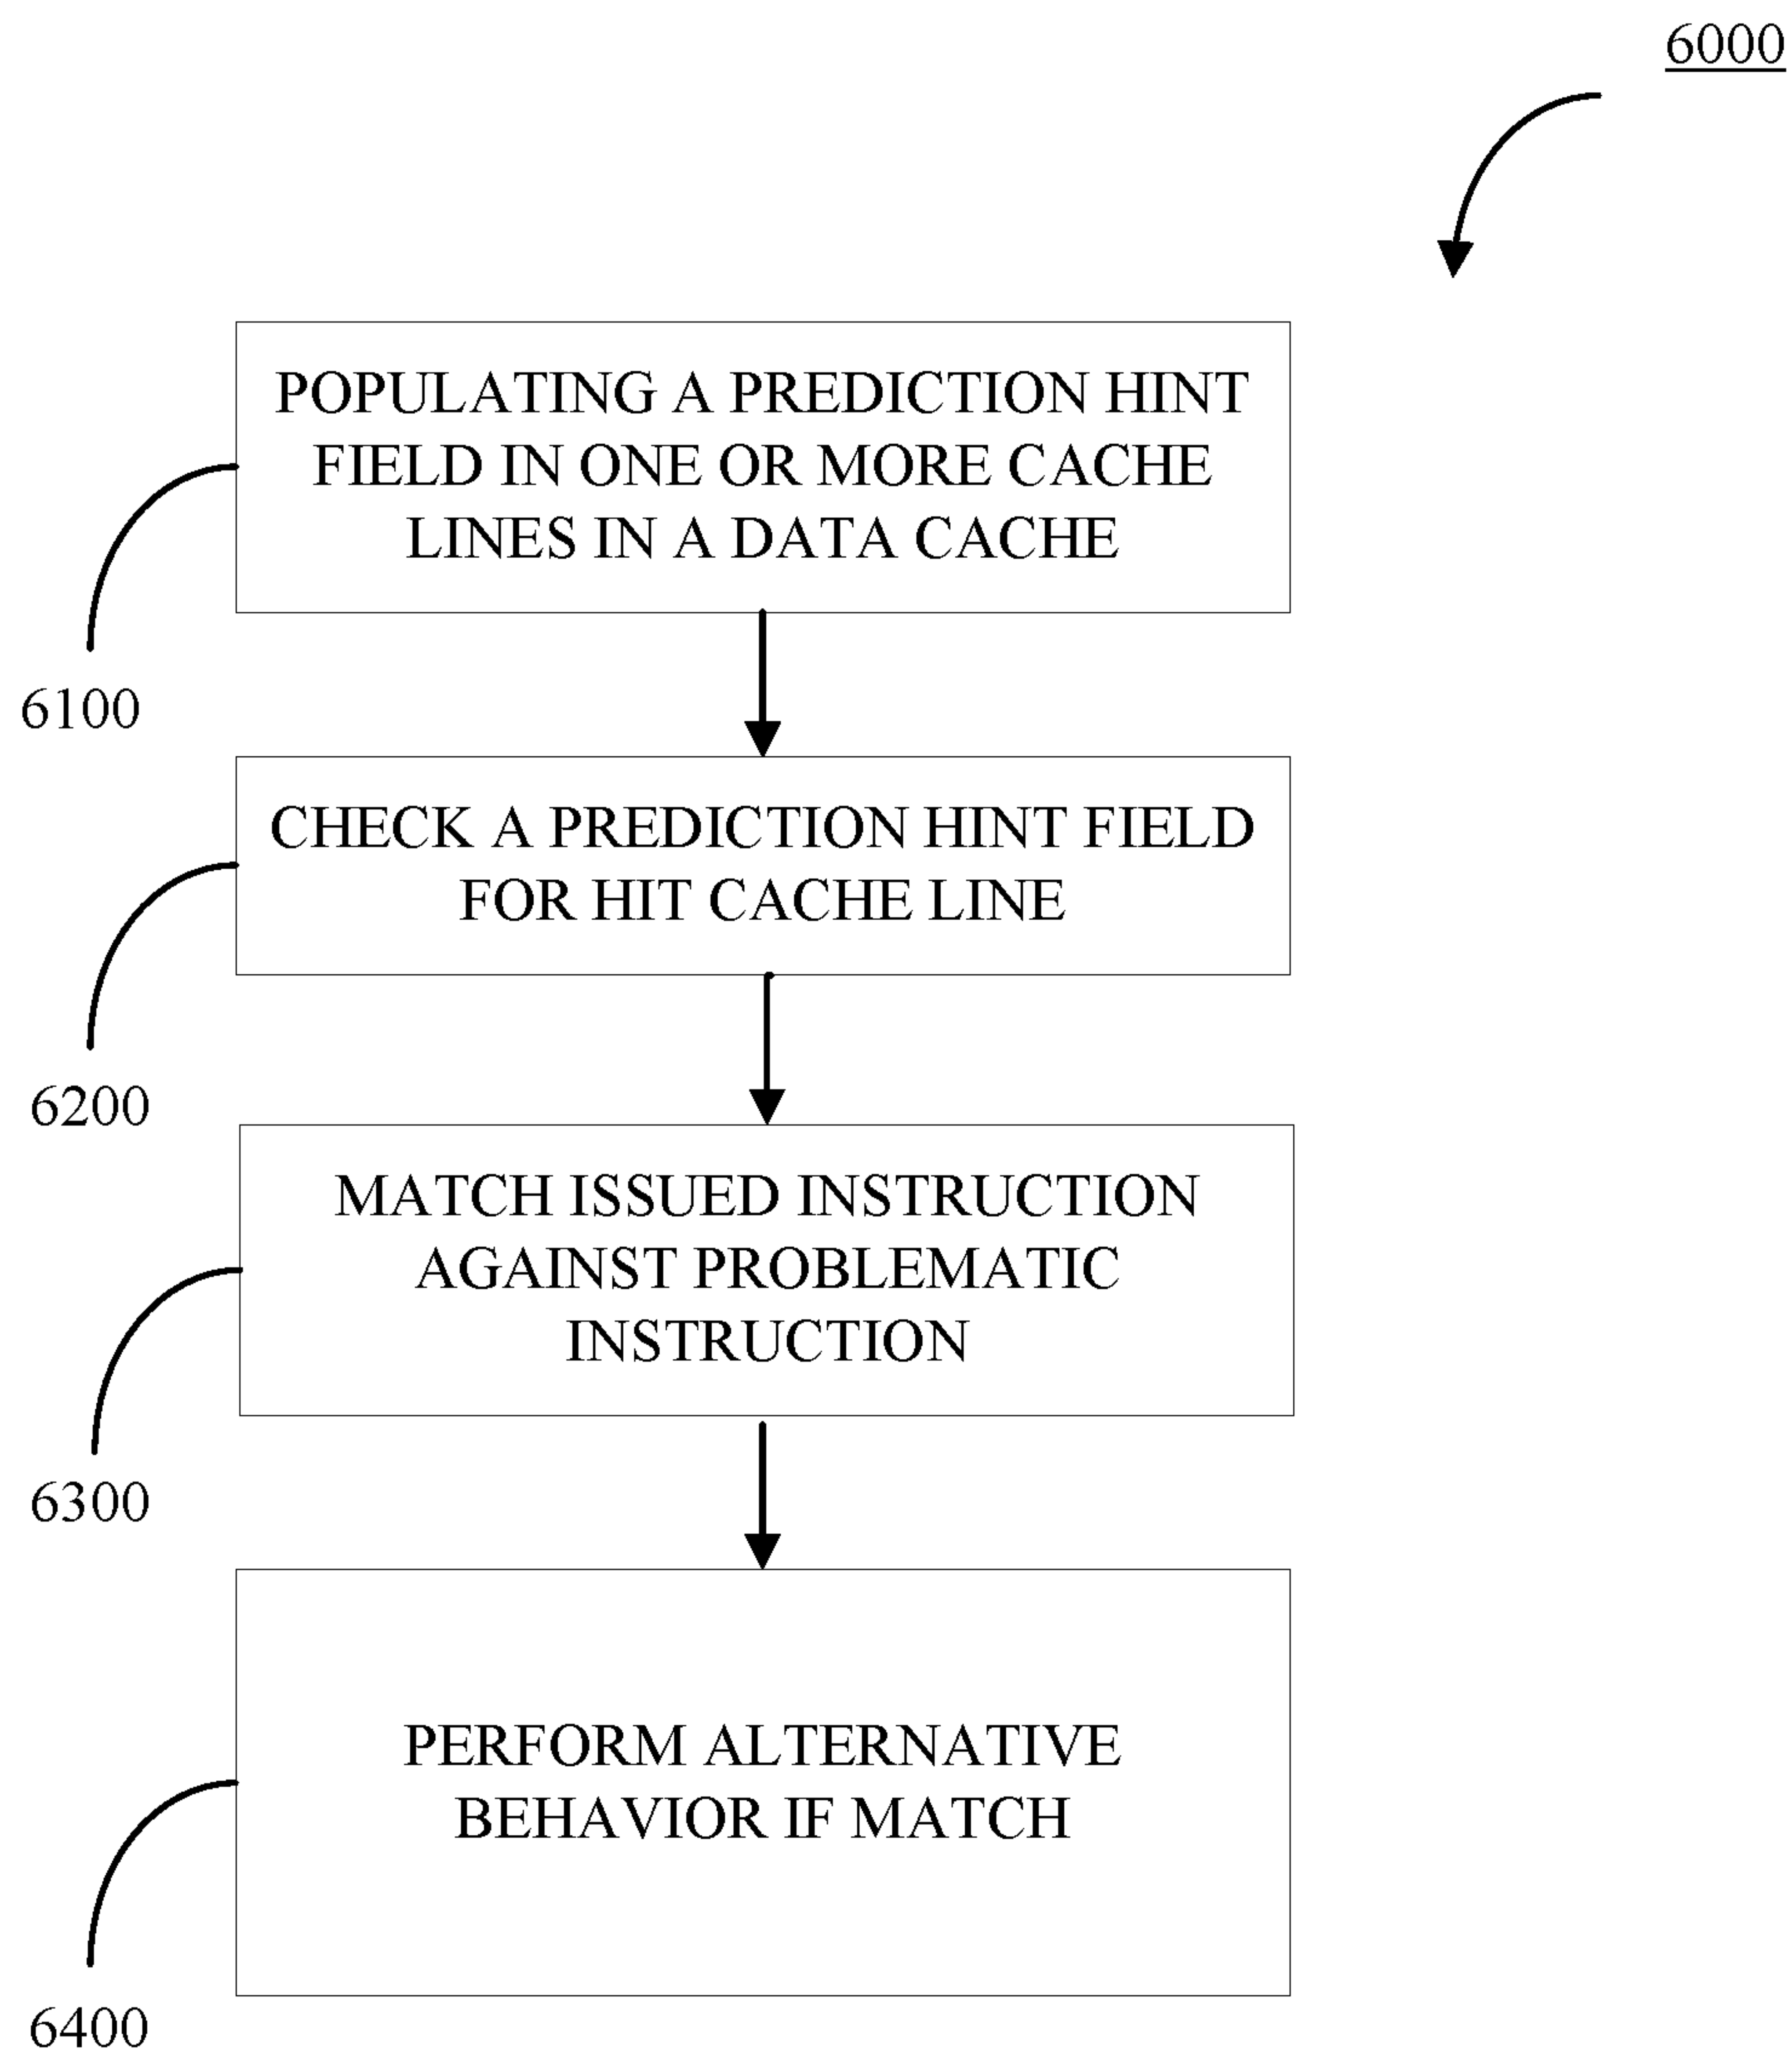 6000
POPULATING A PREDICTION HINT
FIELD IN ONE OR MORE CACHE
LINES IN A DATA CACHE
6100
CHECK A PREDICTION HINT FIELD
FOR HIT CACHE LINE
6200
MATCH ISSUED INSTRUCTION
AGAINST PROBLEMATIC
INSTRUCTION
6300
PERFORM ALTERNATIVE
BEHAVIOR IF MATCH
6400